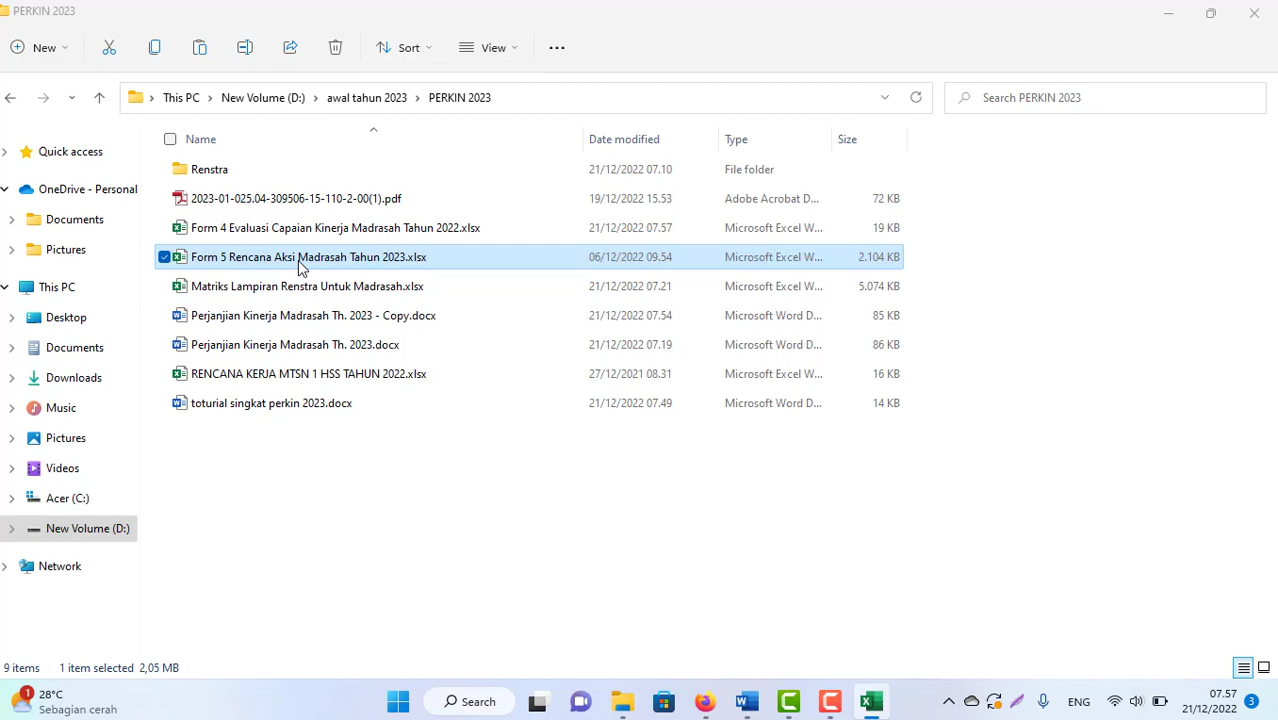 PERKIN 2023
New
Sort
View
This PC
New Volume (D:)
awal tahun 2023
PERKIN 2023
Search PERKIN 2023
Name
Date modified
Type
Size
Quick access
OneDrive - Personal
Documents
Pictures
This PC
Desktop
Documents
Downloads
Music
Pictures
Videos
Acer (C:)
New Volume (D:)
Network
Renstra 21/12/2022 07.10 File folder
2023-01-025.04-309506-15-110-2-00(1).pdf 19/12/2022 15.53 Adobe Acrobat D... 72 KB
Form 4 Evaluasi Capaian Kinerja Madrasah Tahun 2022.xlsx 21/12/2022 07.57 Microsoft Excel W... 19 KB
Form 5 Rencana Aksi Madrasah Tahun 2023.xlsx 06/12/2022 09.54 Microsoft Excel W... 2.104 KB
Matriks Lampiran Renstra Untuk Madrasah.xlsx 21/12/2022 07.21 Microsoft Excel W... 5.074 KB
Perjanjian Kinerja Madrasah Th. 2023 - Copy.docx 21/12/2022 07.54 Microsoft Word D... 85 KB
Perjanjian Kinerja Madrasah Th. 2023.docx 21/12/2022 07.19 Microsoft Word D... 86 KB
RENCANA KERJA MTSN 1 HSS TAHUN 2022.xlsx 27/12/2021 08.31 Microsoft Excel W... 16 KB
toturial singkat perkin 2023.docx 21/12/2022 07.49 Microsoft Word D... 14 KB
9 items 1 item selected 2,05 MB
1
28°C
Sebagian cerah
Search
ENG
07.57
21/12/2022
3